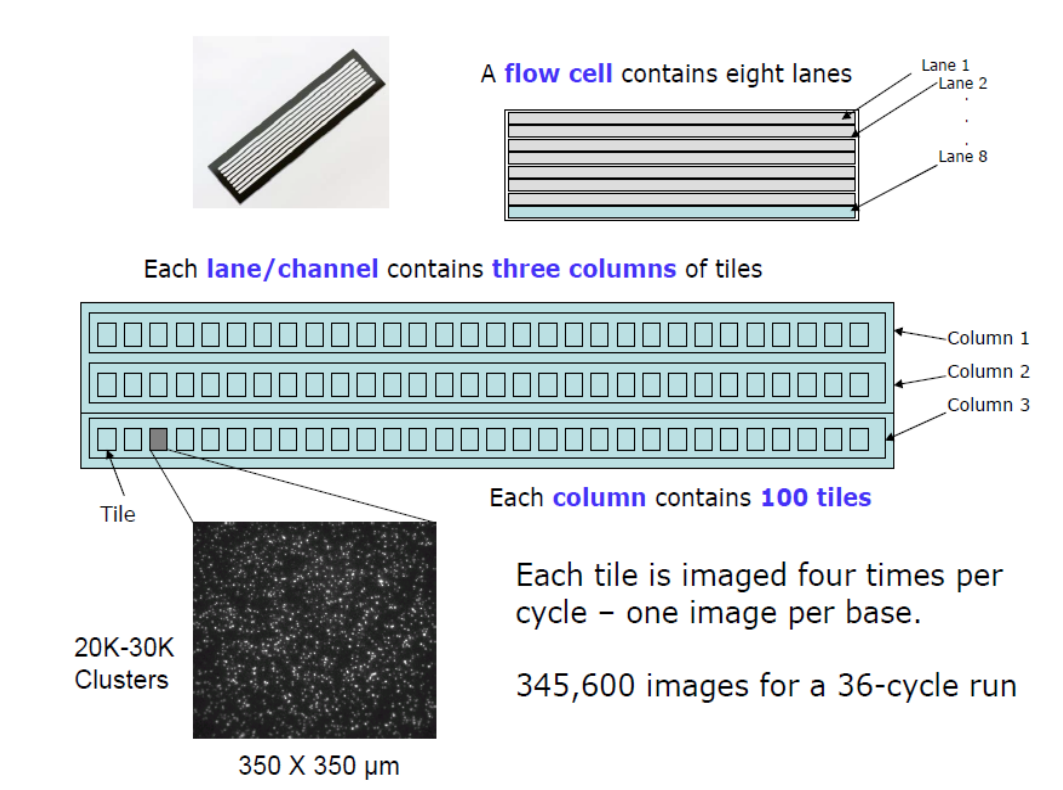 A flow cell contains eight lanes
Lane 1
Lane 2
.
.
.
Lane 8
Each lane/channel contains three columns of tiles
Column 1
Column 2
Column 3
Tile
Each column contains 100 tiles
20K-30K
Clusters
350 X 350 µm
Each tile is imaged four times per
cycle – one image per base.
345,600 images for a 36-cycle run